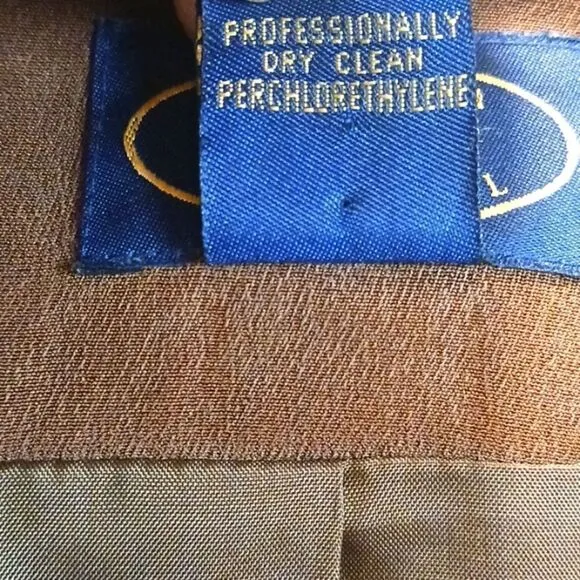 PROFESSIONALLY
DRY CLEAN
PERCHLORETHYLENE
L